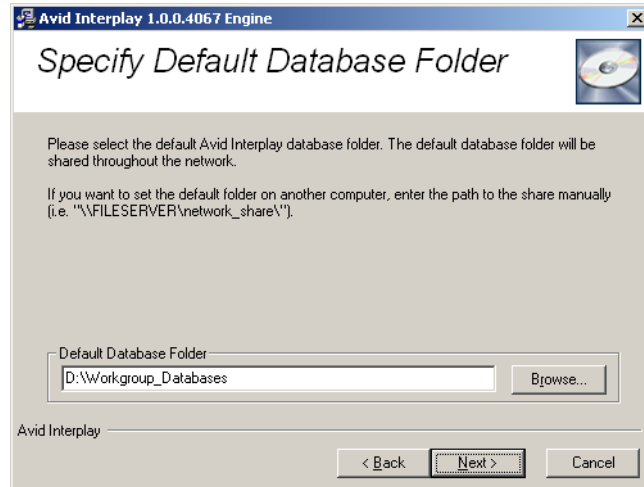 Avid Interplay 1.0.0.4067 Engine
Specify Default Database Folder
Please select the default Avid Interplay database folder. The default database folder will be
shared throughout the network.
If you want to set the default folder on another computer, enter the path to the share manually
(i.e. "\\FILESERVER\network_share\").
Default Database Folder
D:\Workgroup_Databases
Browse...
Avid Interplay
< Back
Next >
Cancel